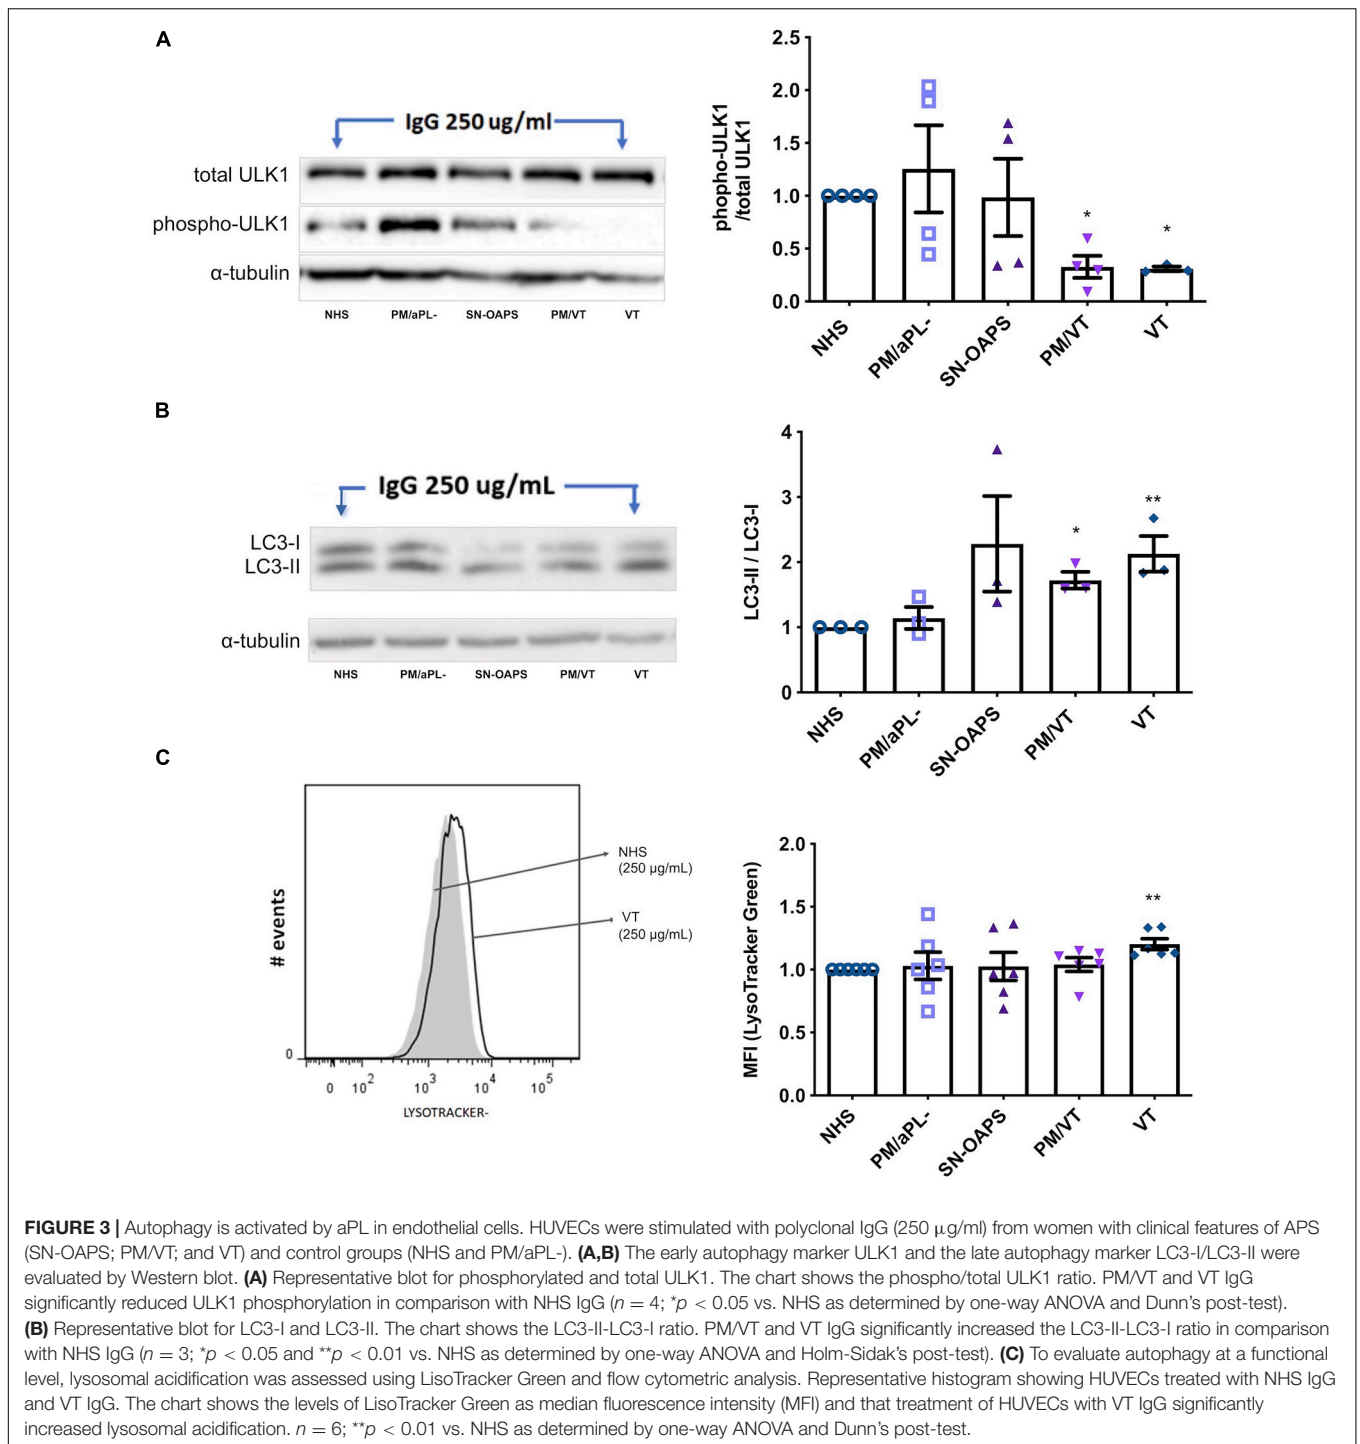 A
IgG 250 ug/ml
total ULK1
phospho-ULK1
α-tubulin
NHS PM/aPL- SN-OAPS PM/VT VT
phopho-ULK1
/total ULK1
2.5
2.0
1.5
1.0
0.5
0.0
* *
NHS PM/aPL- SN-OAPS PM/VT VT
B
IgG 250 ug/mL
LC3-I
LC3-II
α-tubulin
NHS PM/aPL- SN-OAPS PM/VT VT
LC3-II / LC3-I
4
3
2
1
0
* **
NHS PM/aPL- SN-OAPS PM/VT VT
C
# events
0
NHS
(250 µg/mL)
VT
(250 µg/mL)
0 10² 10³ 10⁴ 10⁵
LYSOTRACKER-
MFI (LysoTracker Green)
2.0
1.5
1.0
0.5
0.0
**
NHS PM/aPL- SN-OAPS PM/VT VT
FIGURE 3 | Autophagy is activated by aPL in endothelial cells. HUVECs were stimulated with polyclonal IgG (250 µg/ml) from women with clinical features of APS
(SN-OAPS; PM/VT; and VT) and control groups (NHS and PM/aPL-). (A,B) The early autophagy marker ULK1 and the late autophagy marker LC3-I/LC3-II were
evaluated by Western blot. (A) Representative blot for phosphorylated and total ULK1. The chart shows the phospho/total ULK1 ratio. PM/VT and VT IgG
significantly reduced ULK1 phosphorylation in comparison with NHS IgG (n = 4; *p < 0.05 vs. NHS as determined by one-way ANOVA and Dunn's post-test).
(B) Representative blot for LC3-I and LC3-II. The chart shows the LC3-II-LC3-I ratio. PM/VT and VT IgG significantly increased the LC3-II-LC3-I ratio in comparison
with NHS IgG (n = 3; *p < 0.05 and **p < 0.01 vs. NHS as determined by one-way ANOVA and Holm-Sidak's post-test). (C) To evaluate autophagy at a functional
level, lysosomal acidification was assessed using LisoTracker Green and flow cytometric analysis. Representative histogram showing HUVECs treated with NHS IgG
and VT IgG. The chart shows the levels of LisoTracker Green as median fluorescence intensity (MFI) and that treatment of HUVECs with VT IgG significantly
increased lysosomal acidification. n = 6; **p < 0.01 vs. NHS as determined by one-way ANOVA and Dunn's post-test.